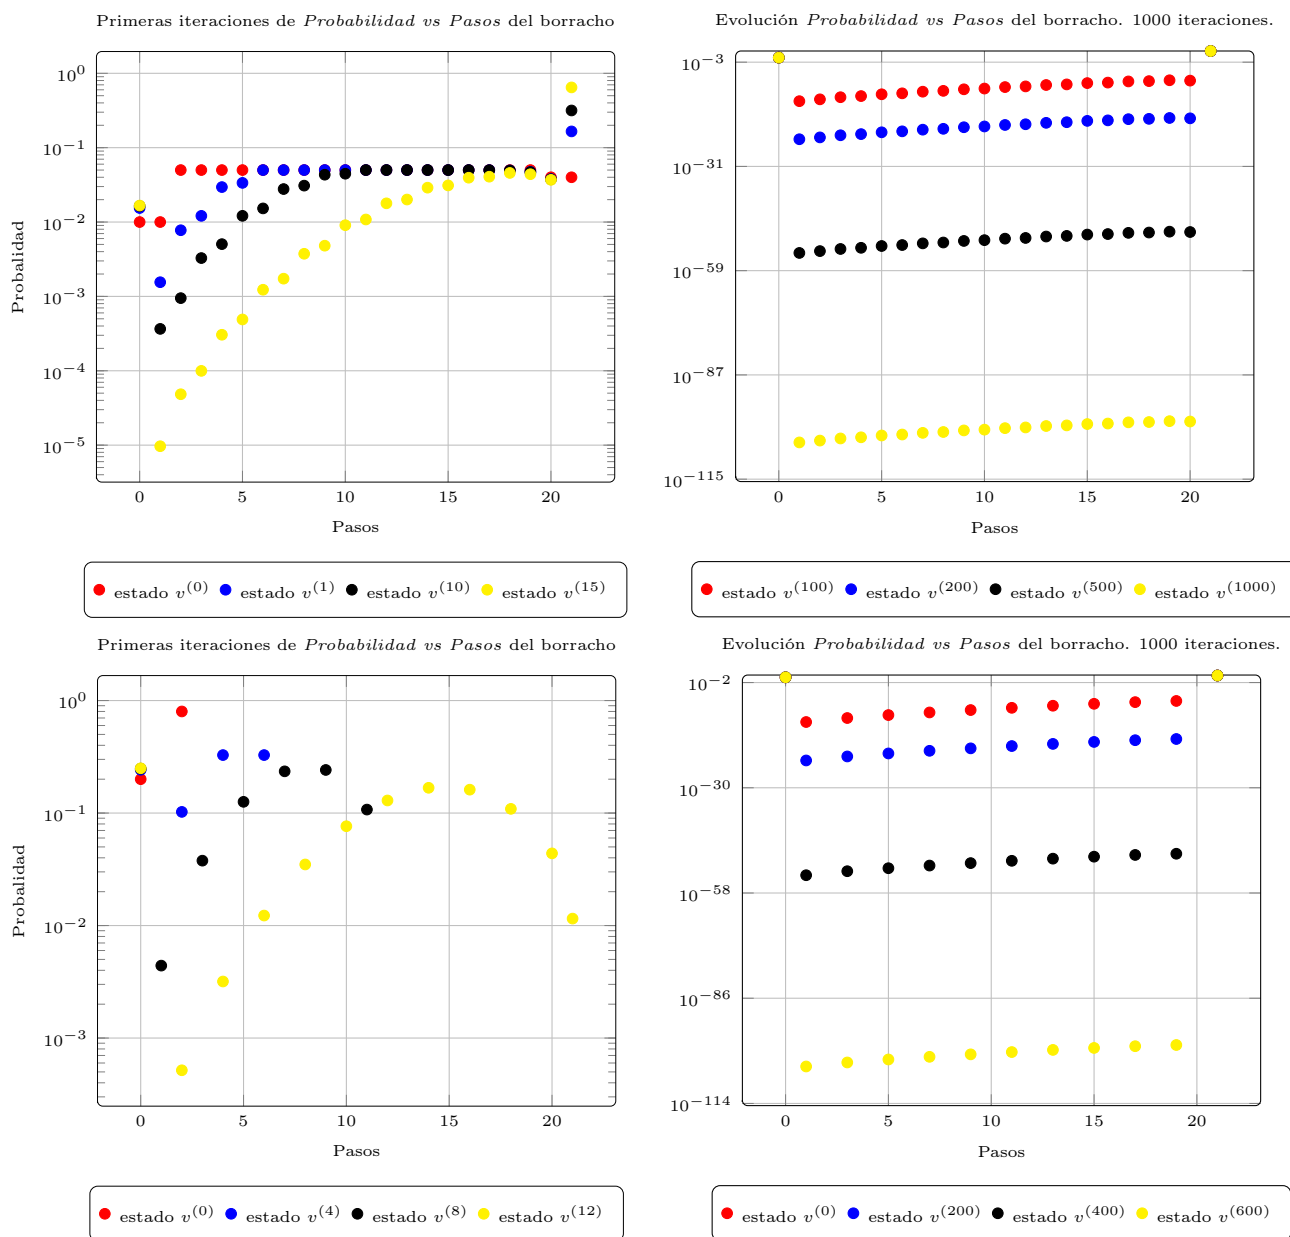 Primeras iteraciones de Probabilidad vs Pasos del borracho
10^0
10^−1
10^−2
10^−3
10^−4
10^−5
Probalidad
0 5 10 15 20
Pasos
estado v^(0) estado v^(1) estado v^(10) estado v^(15)
Evolución Probabilidad vs Pasos del borracho. 1000 iteraciones.
10^−3
10^−31
10^−59
10^−87
10^−115
0 5 10 15 20
Pasos
estado v^(100) estado v^(200) estado v^(500) estado v^(1000)
Primeras iteraciones de Probabilidad vs Pasos del borracho
10^0
10^−1
10^−2
10^−3
Probalidad
0 5 10 15 20
Pasos
estado v^(0) estado v^(4) estado v^(8) estado v^(12)
Evolución Probabilidad vs Pasos del borracho. 1000 iteraciones.
10^−2
10^−30
10^−58
10^−86
10^−114
0 5 10 15 20
Pasos
estado v^(0) estado v^(200) estado v^(400) estado v^(600)